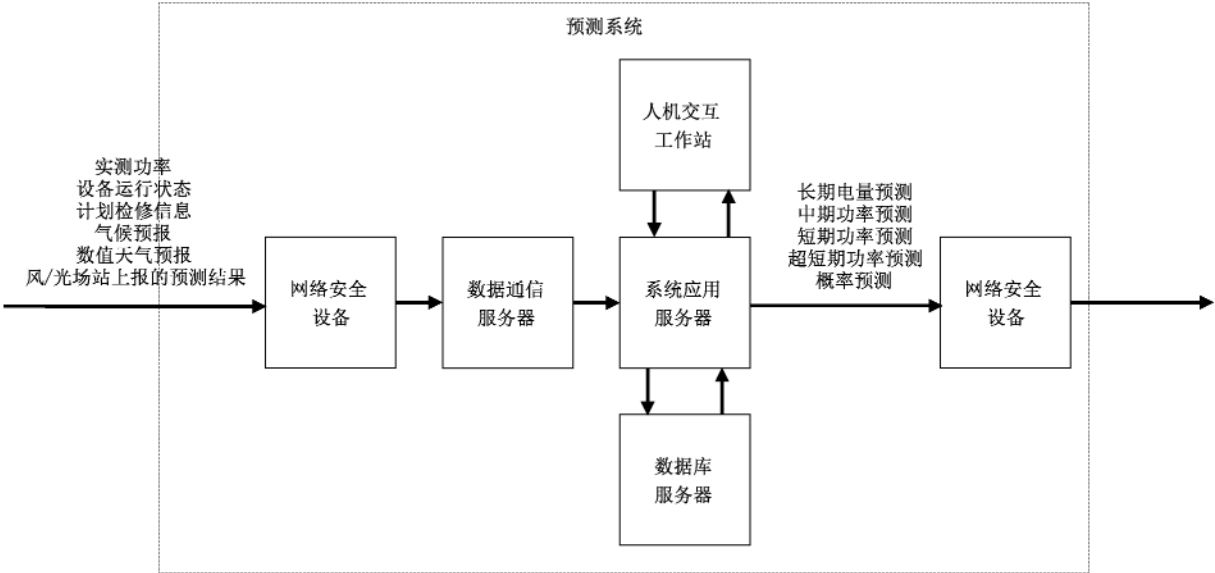 预测系统
人机交互
工作站
实测功率
设备运行状态
计划检修信息
气候预报
数值天气预报
风/光场站上报的预测结果
网络安全
设备
数据通信
服务器
系统应用
服务器
长期电量预测
中期功率预测
短期功率预测
超短期功率预测
概率预测
网络安全
设备
数据库
服务器